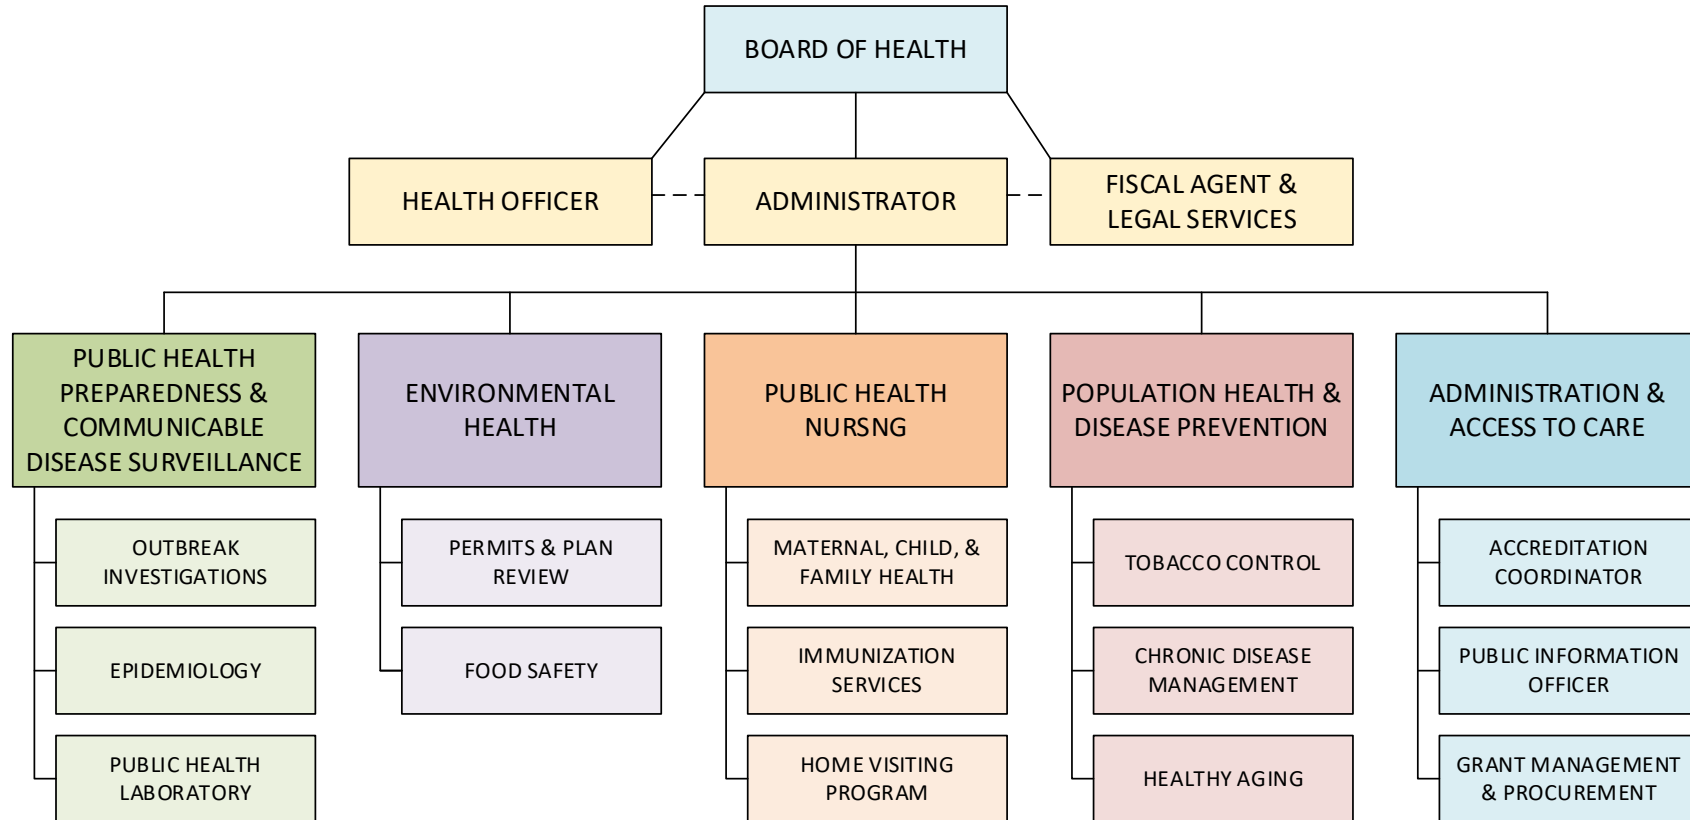 BOARD OF HEALTH
HEALTH OFFICER
ADMINISTRATOR
FISCAL AGENT &
LEGAL SERVICES
PUBLIC HEALTH
PREPAREDNESS &
COMMUNICABLE
DISEASE SURVEILLANCE
ENVIRONMENTAL
HEALTH
PUBLIC HEALTH
NURSNG
POPULATION HEALTH &
DISEASE PREVENTION
ADMINISTRATION &
ACCESS TO CARE
OUTBREAK
INVESTIGATIONS
EPIDEMIOLOGY
PUBLIC HEALTH
LABORATORY
PERMITS & PLAN
REVIEW
FOOD SAFETY
MATERNAL, CHILD, &
FAMILY HEALTH
IMMUNIZATION
SERVICES
HOME VISITING
PROGRAM
TOBACCO CONTROL
CHRONIC DISEASE
MANAGEMENT
HEALTHY AGING
ACCREDITATION
COORDINATOR
PUBLIC INFORMATION
OFFICER
GRANT MANAGEMENT
& PROCUREMENT